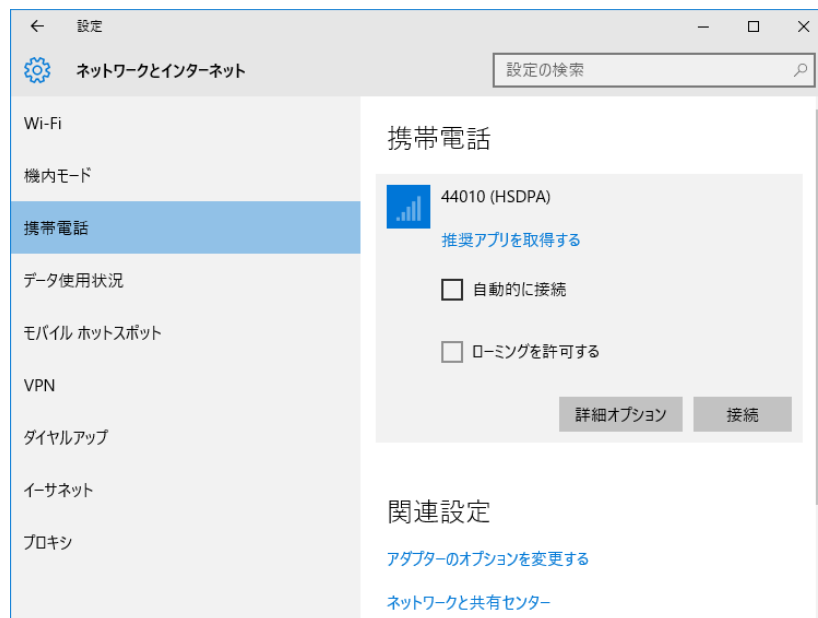 設定
ネットワークとインターネット
設定の検索
Wi-Fi
機内モード
携帯電話
データ使用状況
モバイル ホットスポット
VPN
ダイヤルアップ
イーサネット
プロキシ
携帯電話
44010 (HSDPA)
推奨アプリを取得する
自動的に接続
ローミングを許可する
詳細オプション
接続
関連設定
アダプターのオプションを変更する
ネットワークと共有センター